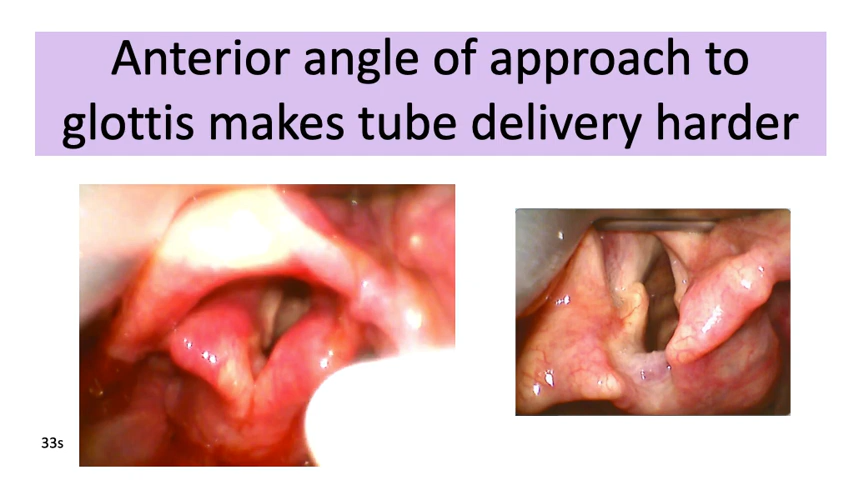 Anterior angle of approach to
glottis makes tube delivery harder
33s